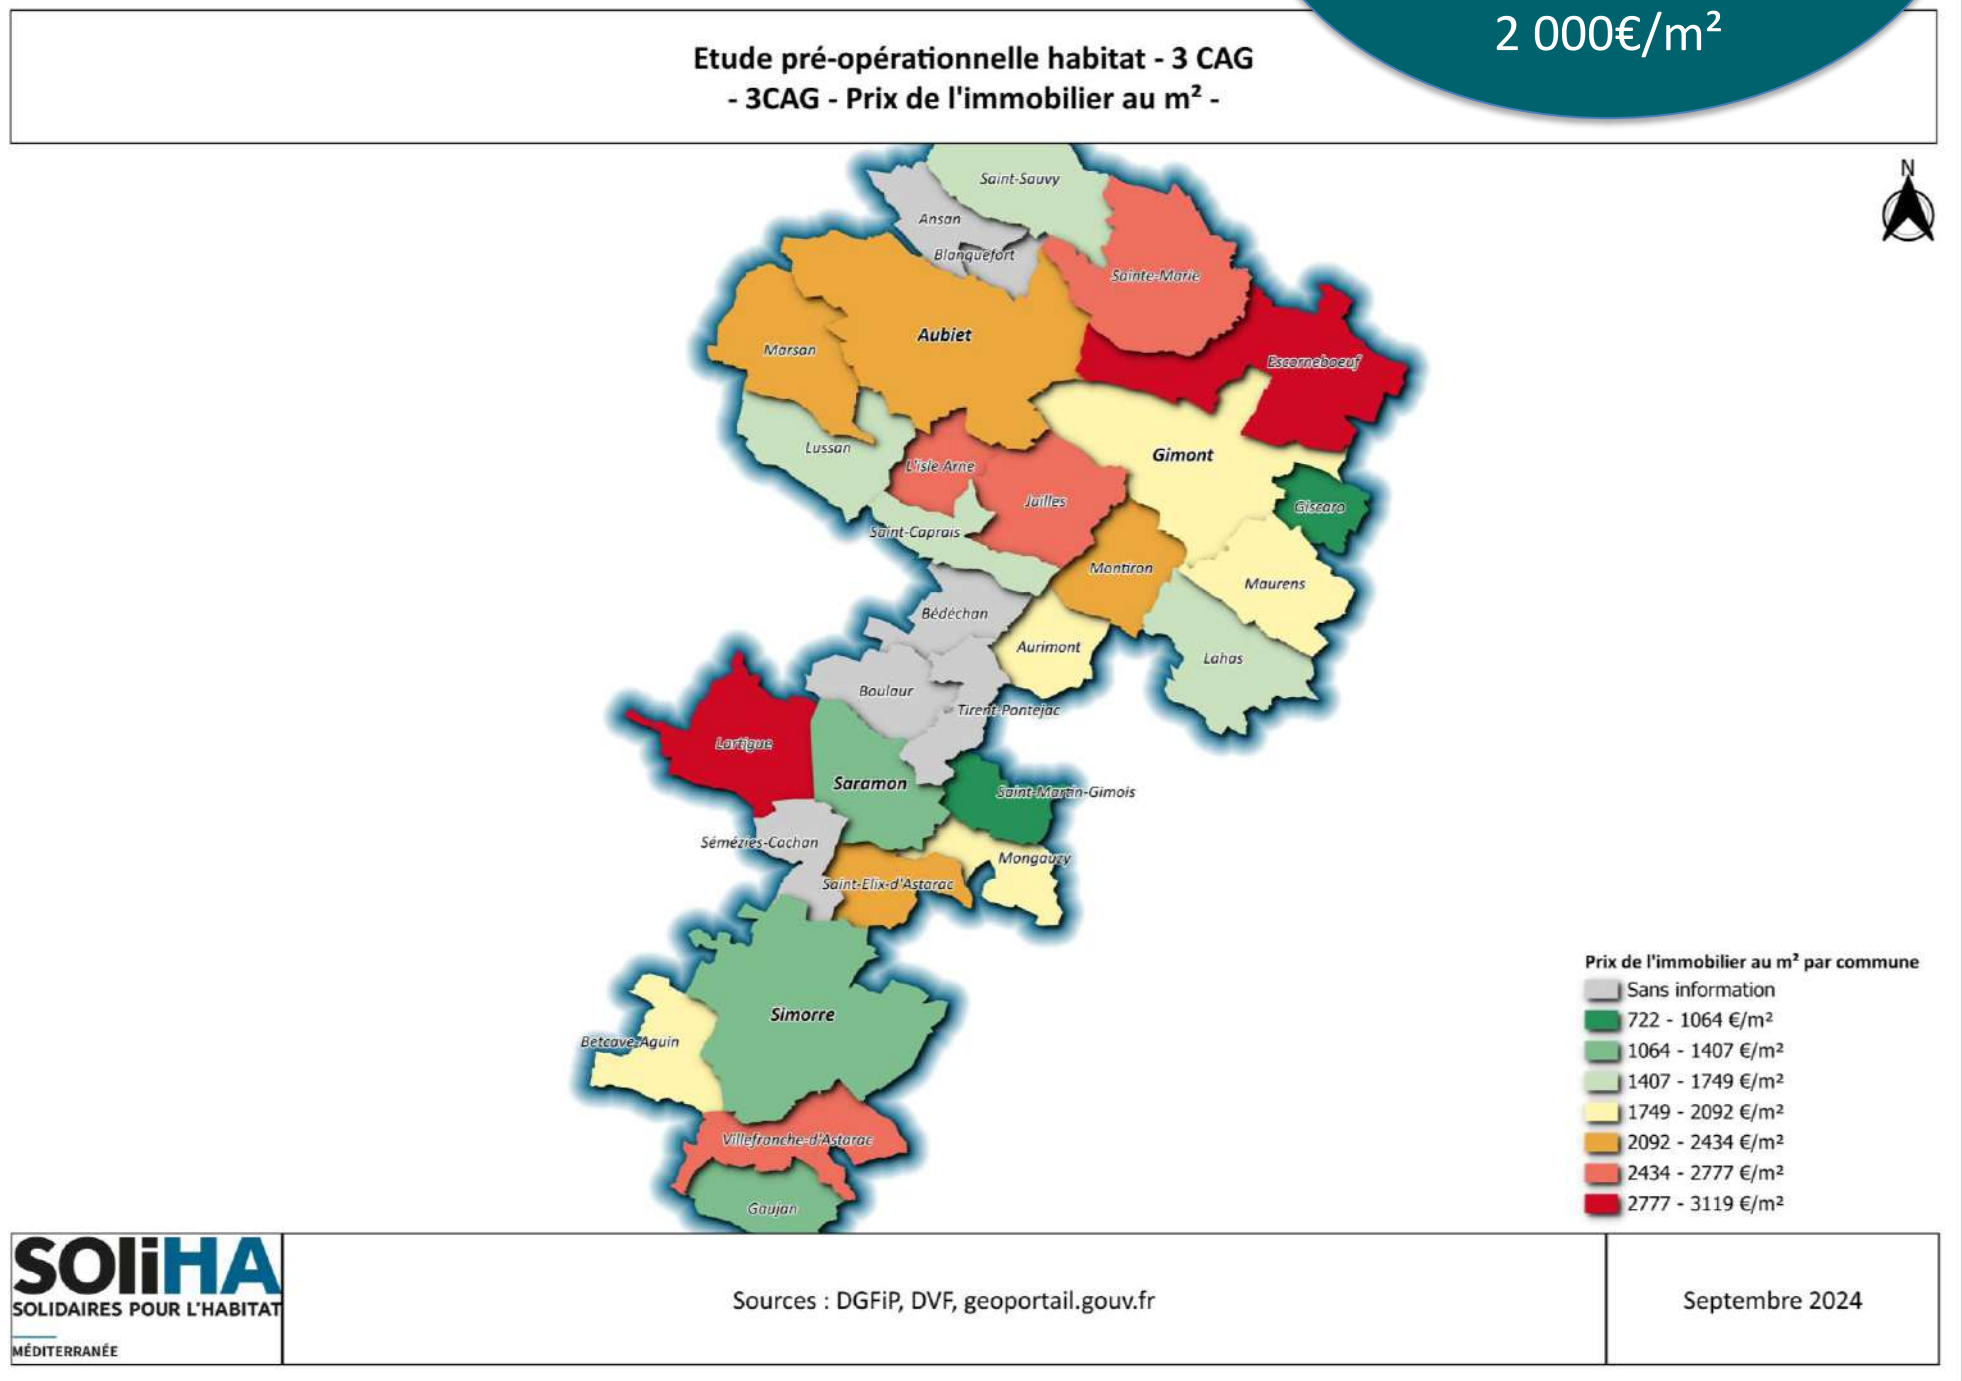 2 000€/m²
Etude pré-opérationnelle habitat - 3 CAG
- 3CAG - Prix de l'immobilier au m² -
N
Saint-Sauvy
Ansan
Blanquefort
Sainte-Marie
Aubiet
Marsan
Escorneboeuf
Lussan
Gimont
L'isle Arne
Juilles
Giscaro
Saint-Caprais
Montiron
Maurens
Bédéchan
Aurimont
Lahas
Boulaur
Tirent-Pontejac
Lartigue
Saramon
Saint-Martin-Gimois
Sémézies-Cachan
Mongauzy
Saint-Elix-d'Astarac
Simorre
Betcave-Aguin
Villefranche-d'Astarac
Gaujan
Prix de l'immobilier au m² par commune
Sans information
722 - 1064 €/m²
1064 - 1407 €/m²
1407 - 1749 €/m²
1749 - 2092 €/m²
2092 - 2434 €/m²
2434 - 2777 €/m²
2777 - 3119 €/m²
SOliHA
SOLIDAIRES POUR L'HABITAT
MÉDITERRANÉE
Sources : DGFiP, DVF, geoportail.gouv.fr
Septembre 2024